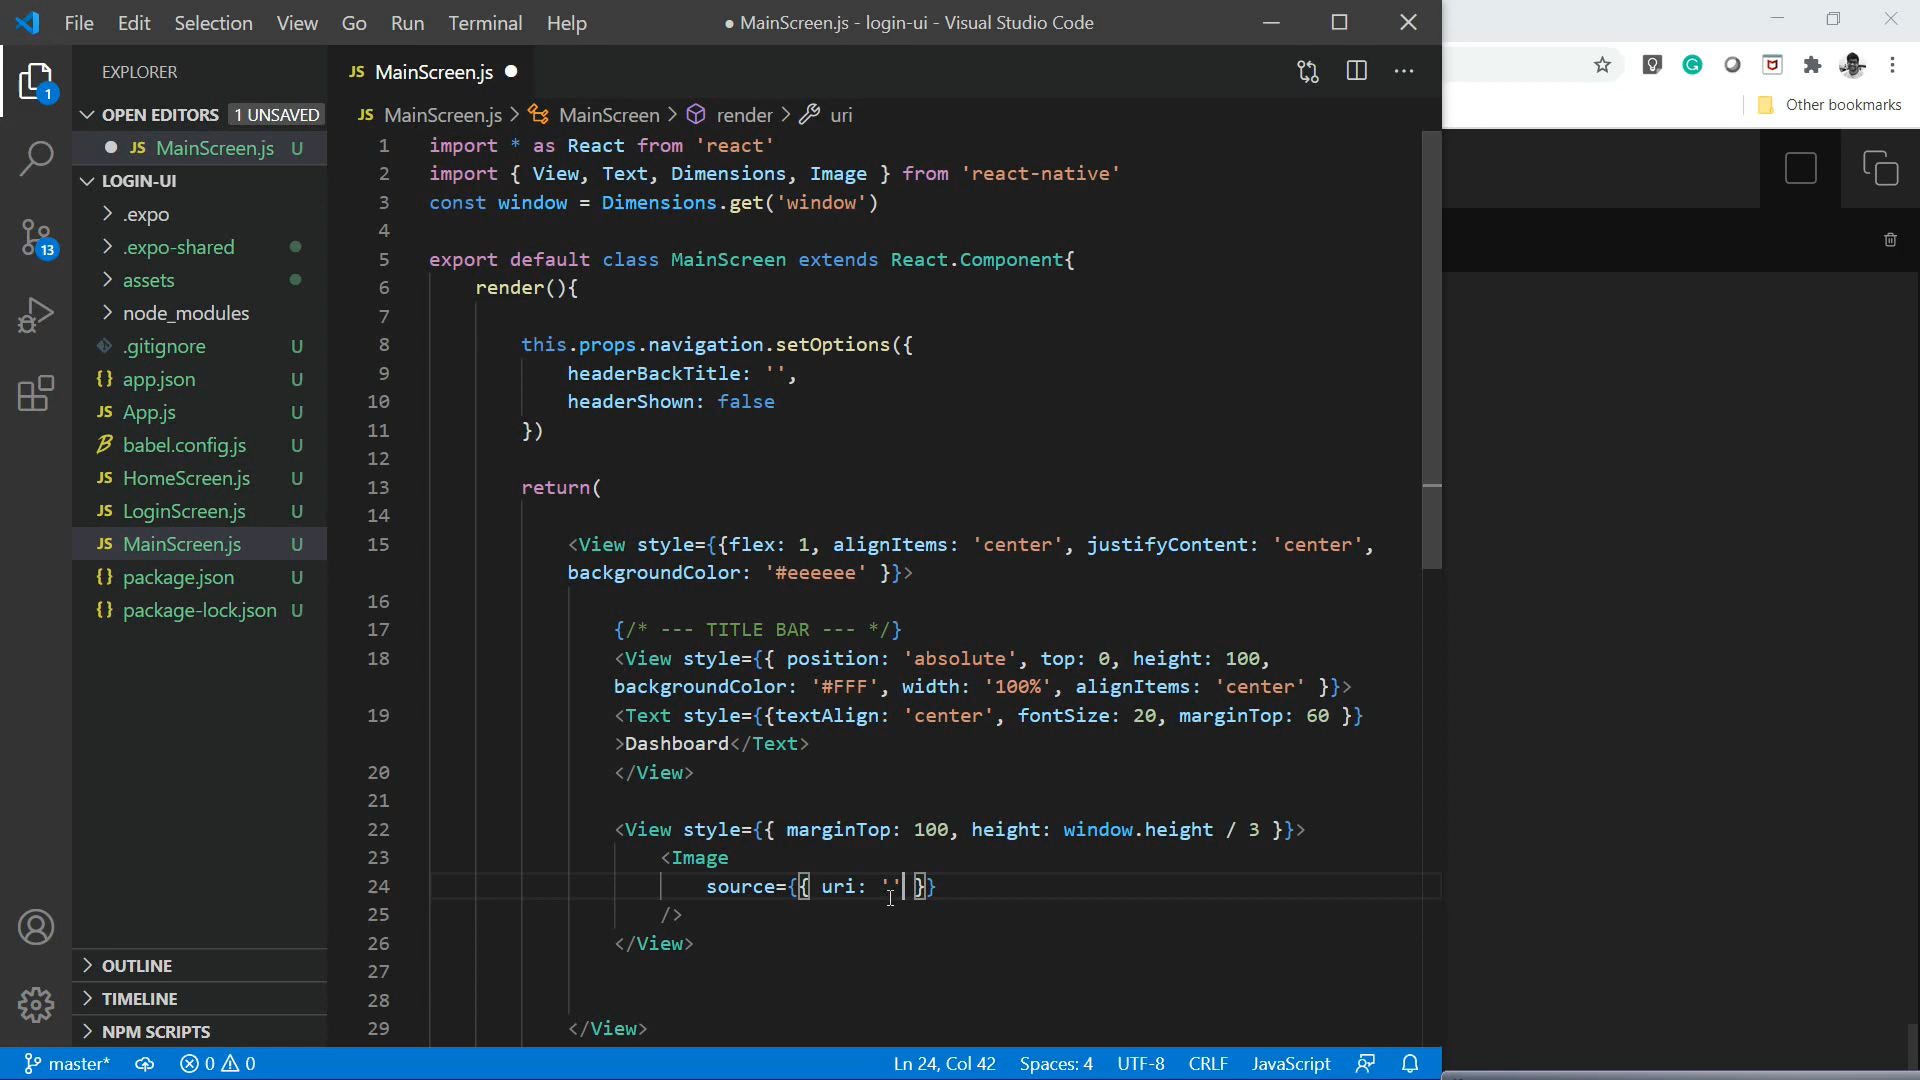 File Edit Selection View Go Run Terminal Help
● MainScreen.js - login-ui - Visual Studio Code
EXPLORER
OPEN EDITORS 1 UNSAVED
JS MainScreen.js U
LOGIN-UI
.expo
.expo-shared
assets
node_modules
.gitignore U
{} app.json U
JS App.js U
babel.config.js U
JS HomeScreen.js U
JS LoginScreen.js U
JS MainScreen.js U
{} package.json U
{} package-lock.json U
OUTLINE
TIMELINE
NPM SCRIPTS
1
13
JS MainScreen.js ●
JS MainScreen.js > MainScreen > render > uri
1 import * as React from 'react'
2 import { View, Text, Dimensions, Image } from 'react-native'
3 const window = Dimensions.get('window')
4
5 export default class MainScreen extends React.Component{
6 render(){
7
8 this.props.navigation.setOptions({
9 headerBackTitle: '',
10 headerShown: false
11 })
12
13 return(
14
15 <View style={{flex: 1, alignItems: 'center', justifyContent: 'center',
backgroundColor: '#eeeeee' }}>
16
17 {/* --- TITLE BAR --- */}
18 <View style={{ position: 'absolute', top: 0, height: 100,
backgroundColor: '#FFF', width: '100%', alignItems: 'center' }}>
19 <Text style={{textAlign: 'center', fontSize: 20, marginTop: 60 }}
>Dashboard</Text>
20 </View>
21
22 <View style={{ marginTop: 100, height: window.height / 3 }}>
23 <Image
24 source={{ uri: '' }}
25 />
26 </View>
27
28
29 </View>
Other bookmarks
master* 0 0 Ln 24, Col 42 Spaces: 4 UTF-8 CRLF JavaScript